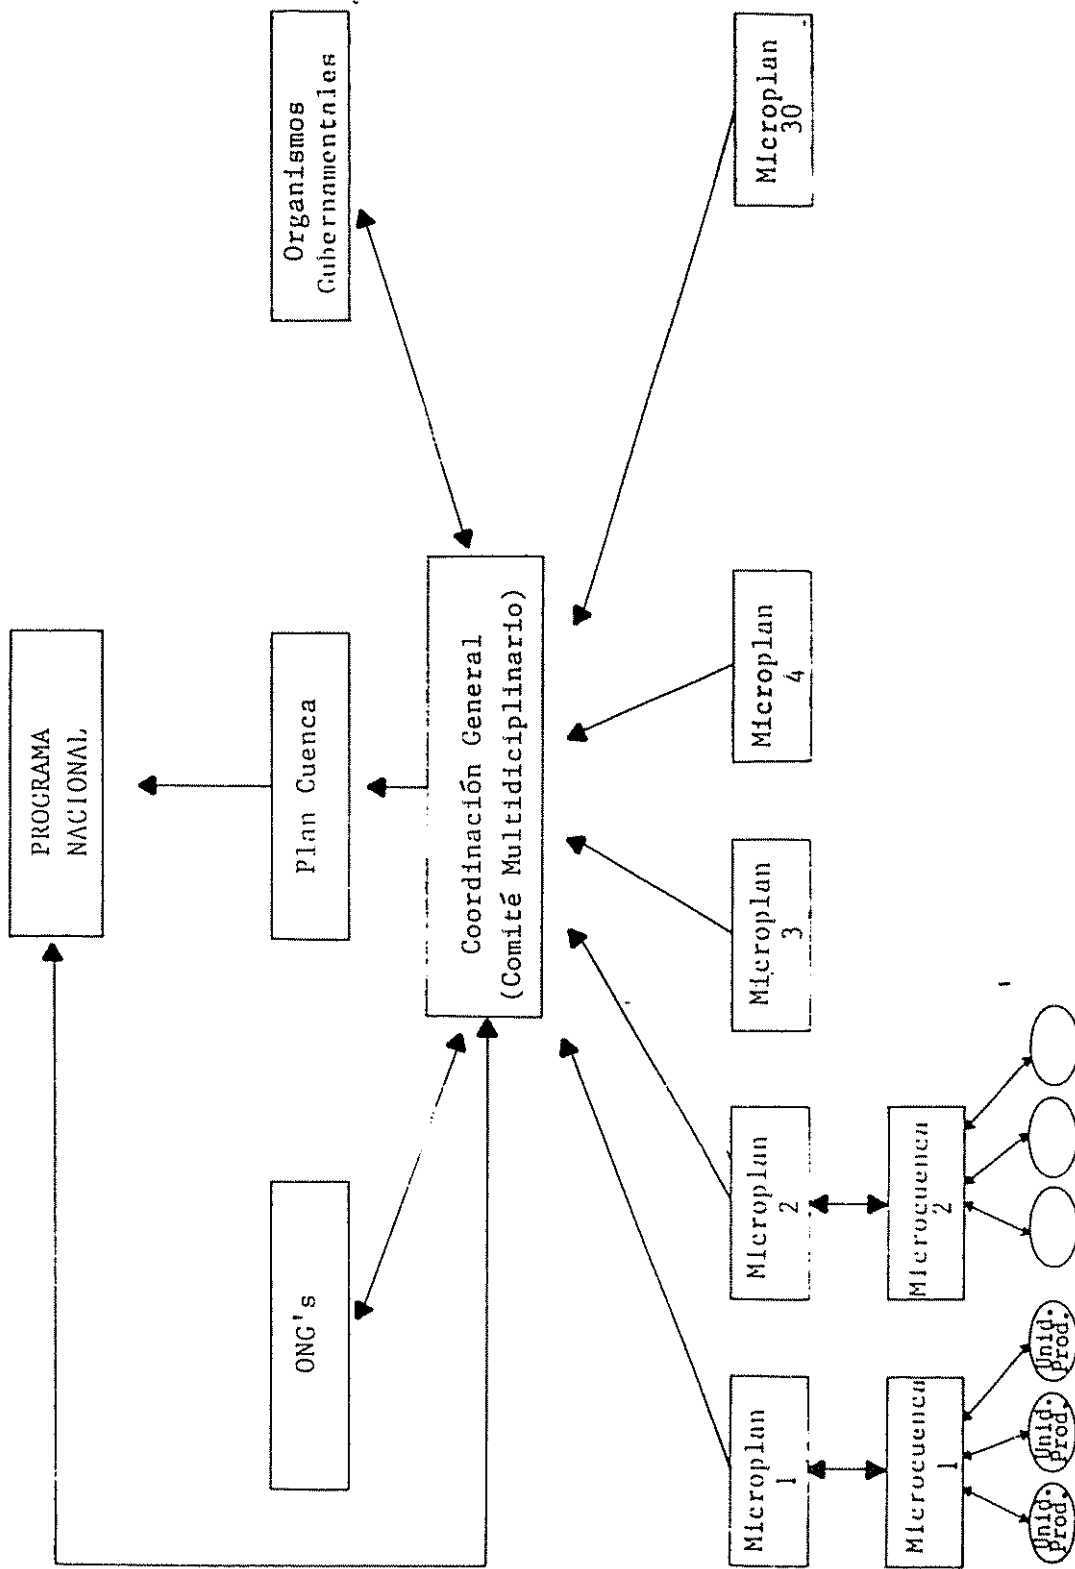 PROGRAMA
NACIONAL
ONG's
Plan Cuenca
Organismos
Gubernamentales
Coordinación General
(Comité Multidiciplinario)
Microplan
1
Microplan
2
Microplan
3
Microplan
4
Microplan
30
Microcuenca
1
Microcuenca
2
Unid.
Prod.
Unid.
Prod.
Unid.
Prod.